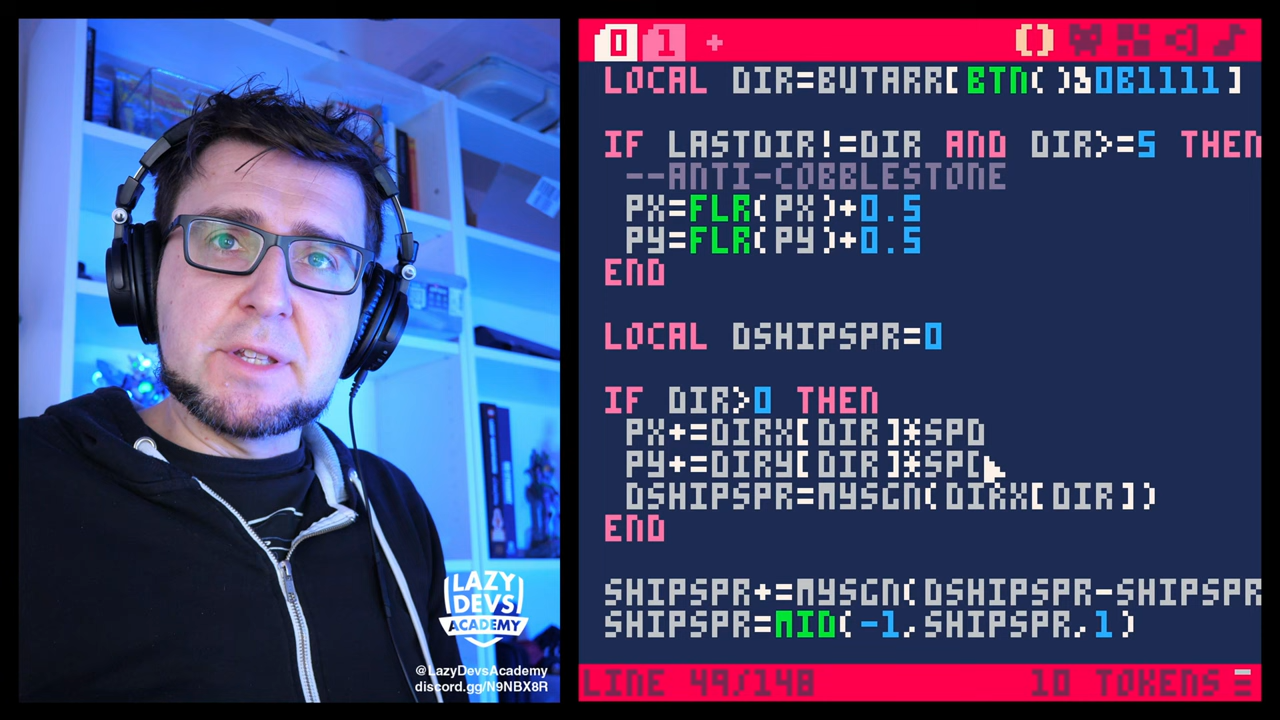 LAZY
DEVS
ACADEMY
@LazyDevsAcademy
discord.gg/N9NBX8R
0 1 +
LOCAL DIR=BUTARR[BTN()&0B1111]
IF LASTDIR!=DIR AND DIR>=5 THEN
--ANTI-COBBLESTONE
PX=FLR(PX)+0.5
PY=FLR(PY)+0.5
END
LOCAL DSHIPSPR=0
IF DIR>0 THEN
PX+=DIRX[DIR]*SPD
PY+=DIRY[DIR]*SPD
DSHIPSPR=MYSGN(DIRX[DIR])
END
SHIPSPR+=MYSGN(DSHIPSPR-SHIPSPR
SHIPSPR=MID(-1,SHIPSPR,1)
LINE 49/148
10 TOKENS